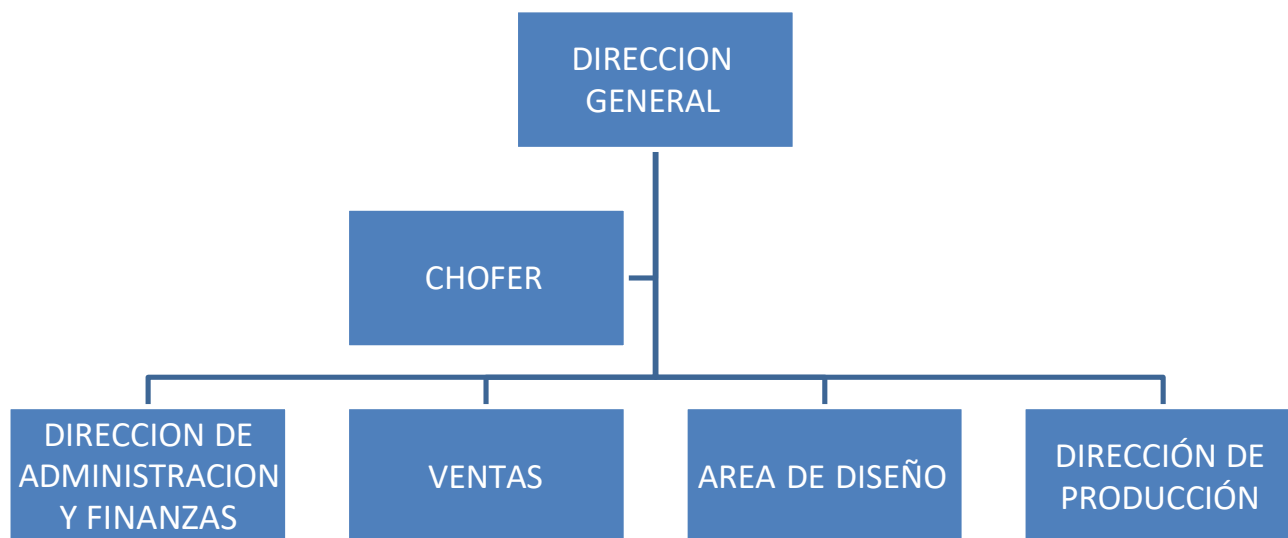 DIRECCION
GENERAL
CHOFER
DIRECCION DE
ADMINISTRACION
Y FINANZAS
VENTAS
AREA DE DISEÑO
DIRECCIÓN DE
PRODUCCIÓN